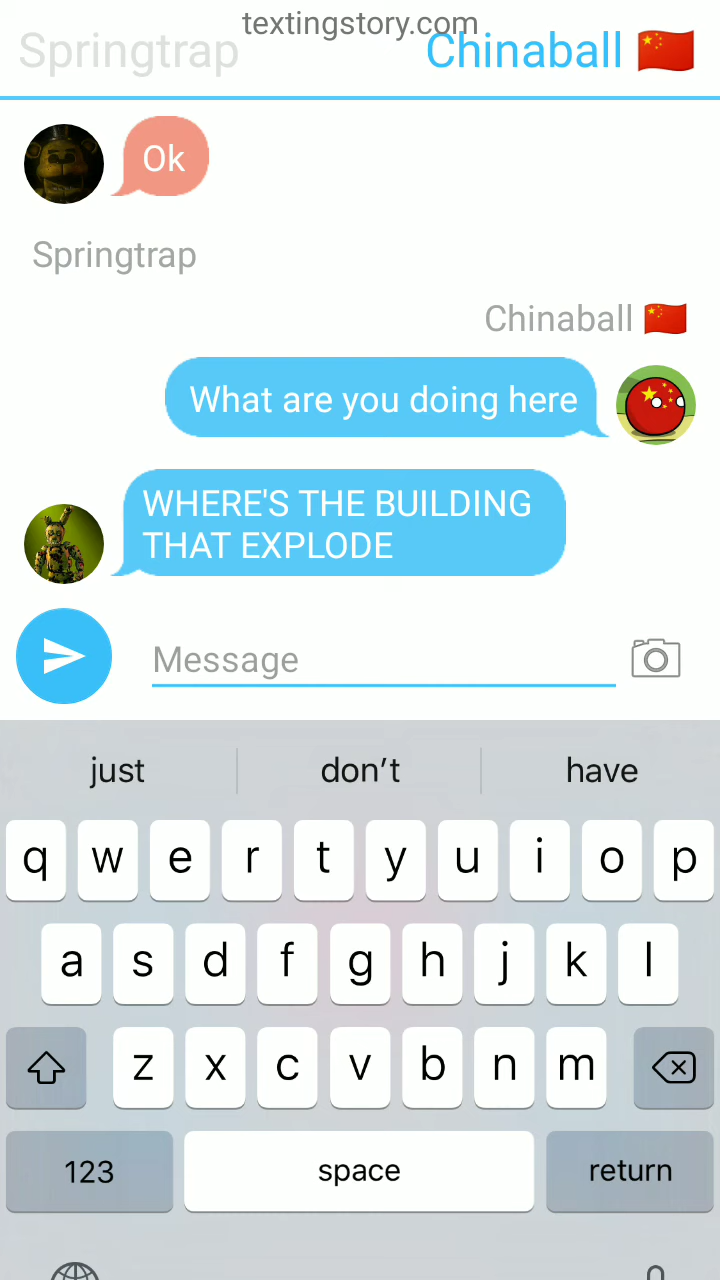 textingstory.com
Springtrap
Chinaball 🇨🇳
Ok
Springtrap
Chinaball 🇨🇳
What are you doing here
WHERE'S THE BUILDING
THAT EXPLODE
Message
just don't have
q w e r t y u i o p
a s d f g h j k l
z x c v b n m
123 space return